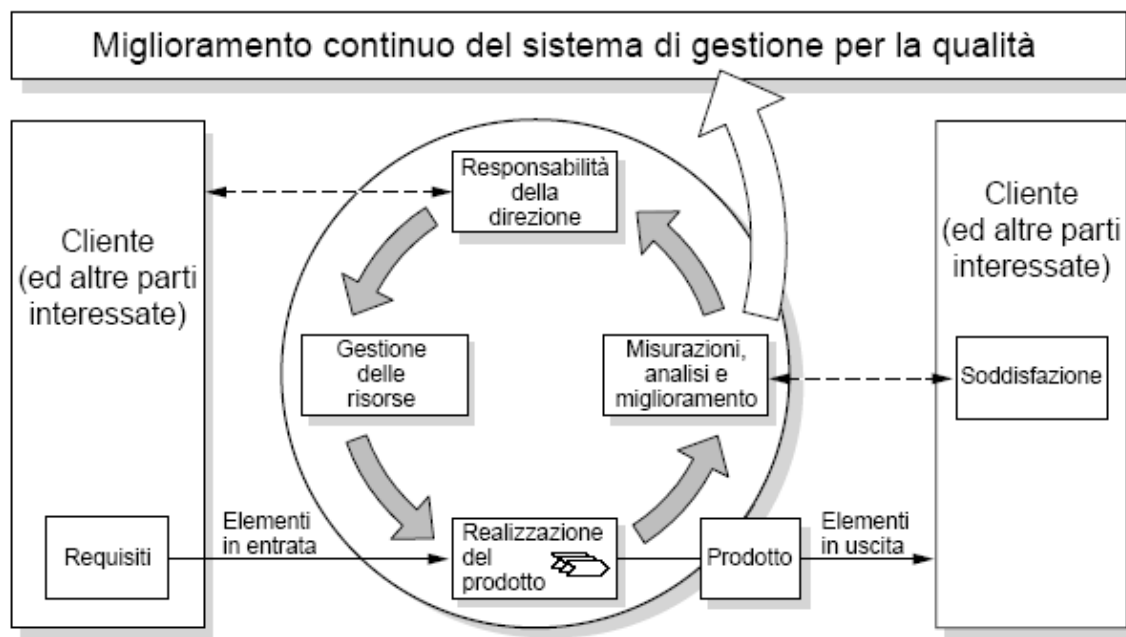 Miglioramento continuo del sistema di gestione per la qualità
Cliente
(ed altre parti
interessate)
Responsabilità
della
direzione
Cliente
(ed altre parti
interessate)
Gestione
delle
risorse
Misurazioni,
analisi e
miglioramento
Soddisfazione
Requisiti
Elementi
in entrata
Realizzazione
del
prodotto
Prodotto
Elementi
in uscita